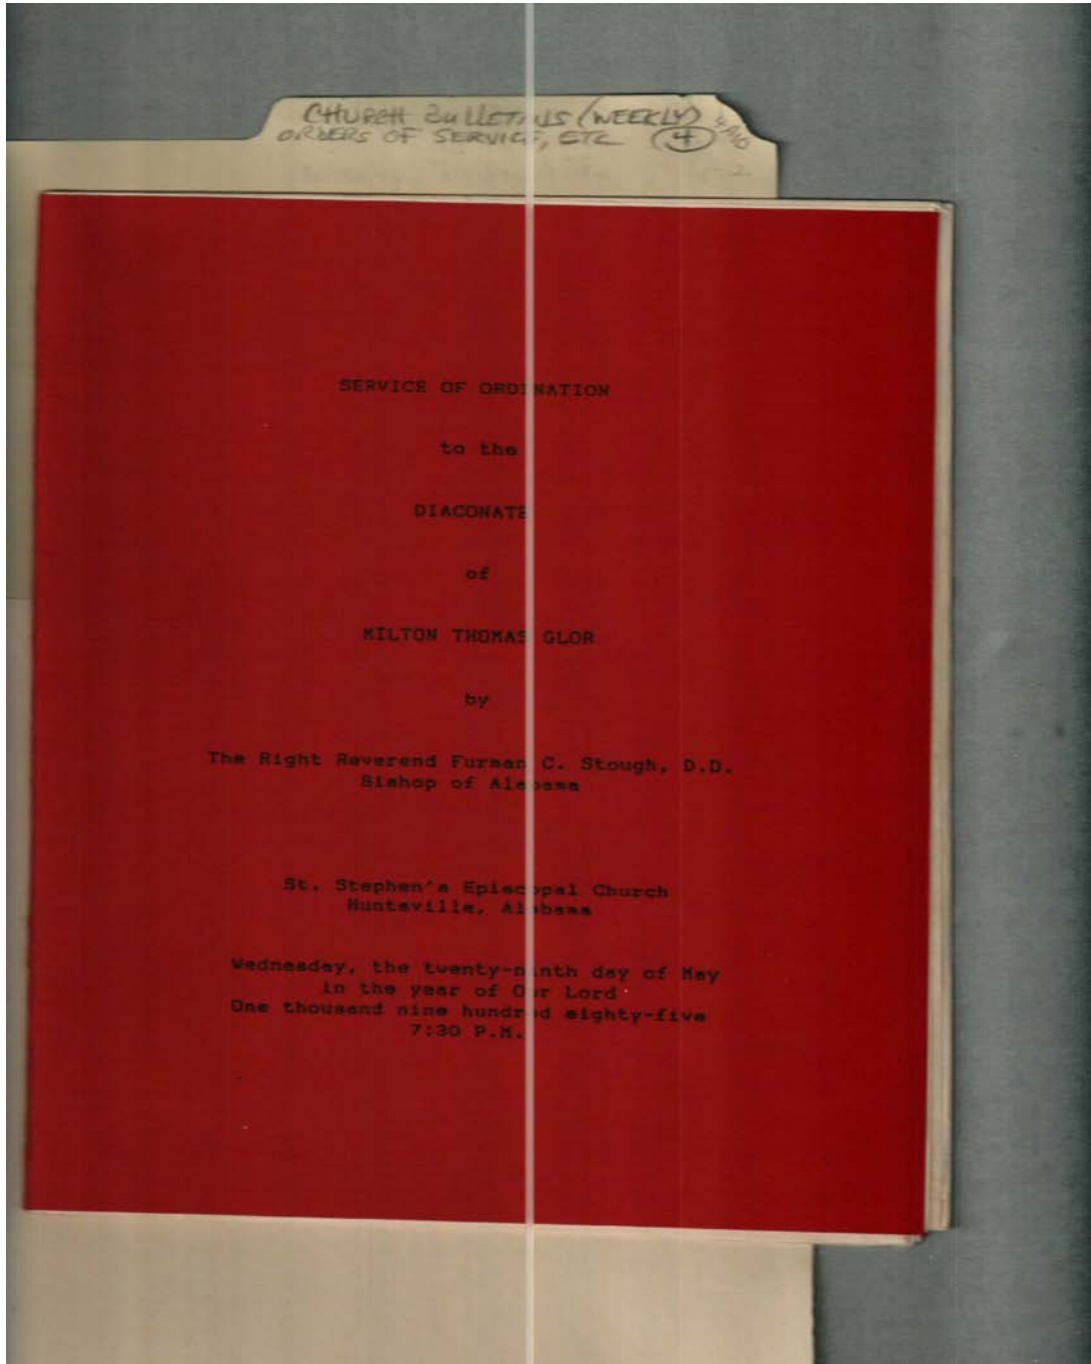 CHURCH BULLETINS (WEEKLY)
ORDERS OF SERVICE, ETC (4)
SERVICE OF ORDINATION
to the
DIACONATE
of
MILTON THOMAS GLOR
by
The Right Reverend Furman C. Stough, D.D.
Bishop of Alabama
St. Stephen's Episcopal Church
Huntsville, Alabama
Wednesday, the twenty-ninth day of May
in the year of Our Lord
One thousand nine hundred eighty-five
7:30 P.M.